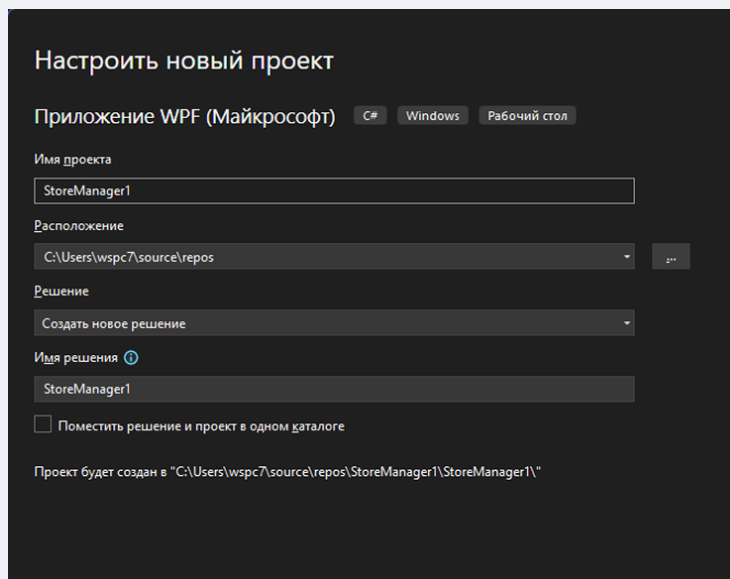 Настроить новый проект
Приложение WPF (Майкрософт) C# Windows Рабочий стол
Имя проекта
StoreManager1
Расположение
C:\Users\wspc7\source\repos
...
Решение
Создать новое решение
Имя решения
StoreManager1
Поместить решение и проект в одном каталоге
Проект будет создан в "C:\Users\wspc7\source\repos\StoreManager1\StoreManager1\"